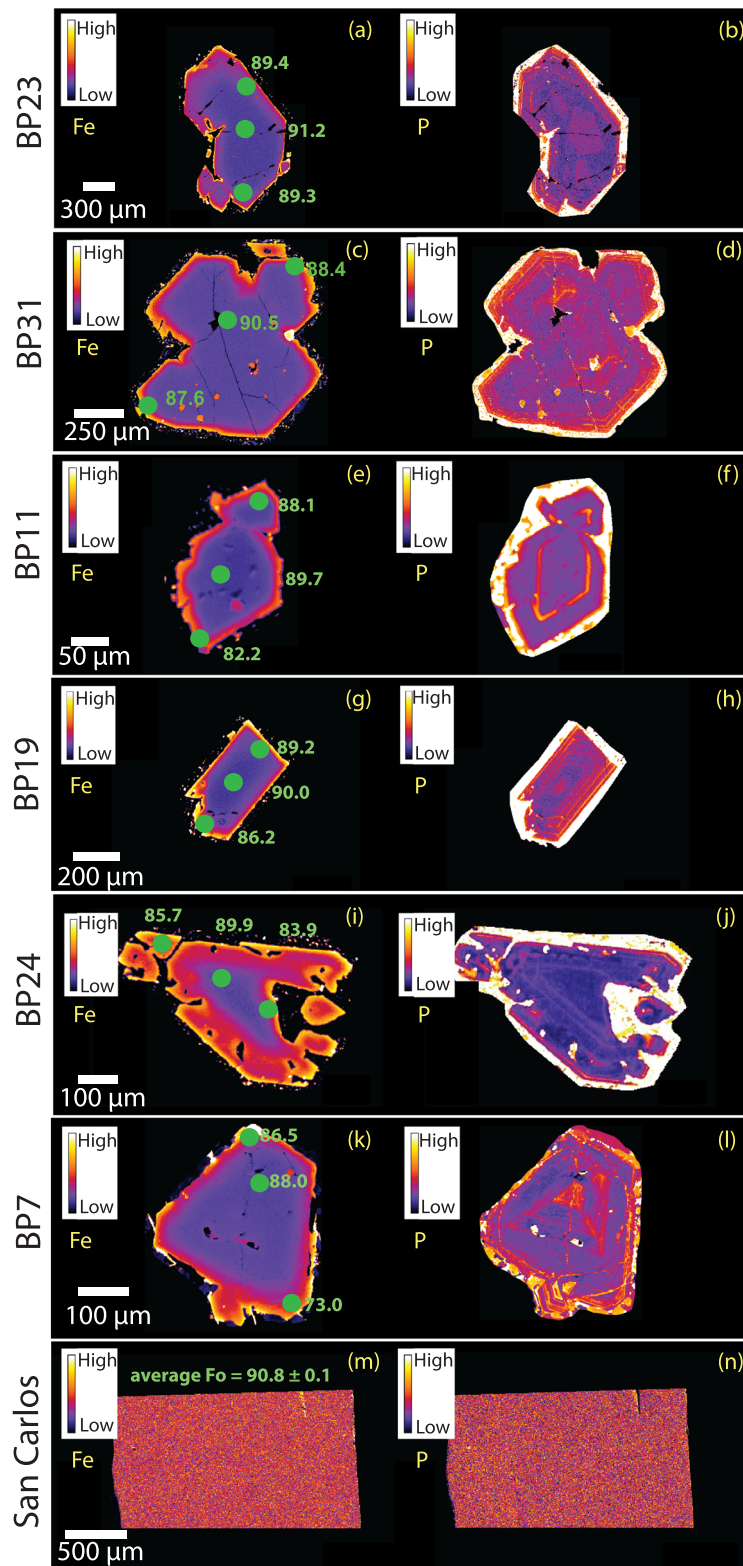 BP23
High
Low
Fe
300 µm
(a)
89.4
91.2
89.3
High
Low
P
(b)
BP31
High
Low
Fe
250 µm
(c)
88.4
90.5
87.6
High
Low
P
(d)
BP11
High
Low
Fe
50 µm
(e)
88.1
89.7
82.2
High
Low
P
(f)
BP19
High
Low
Fe
200 µm
(g)
89.2
90.0
86.2
High
Low
P
(h)
BP24
High
Low
Fe
100 µm
85.7
89.9
83.9
(i)
High
Low
P
(j)
BP7
High
Low
Fe
100 µm
(k)
86.5
88.0
73.0
High
Low
P
(l)
San Carlos
High
Low
Fe
500 µm
average Fo = 90.8 ± 0.1
(m)
High
Low
P
(n)